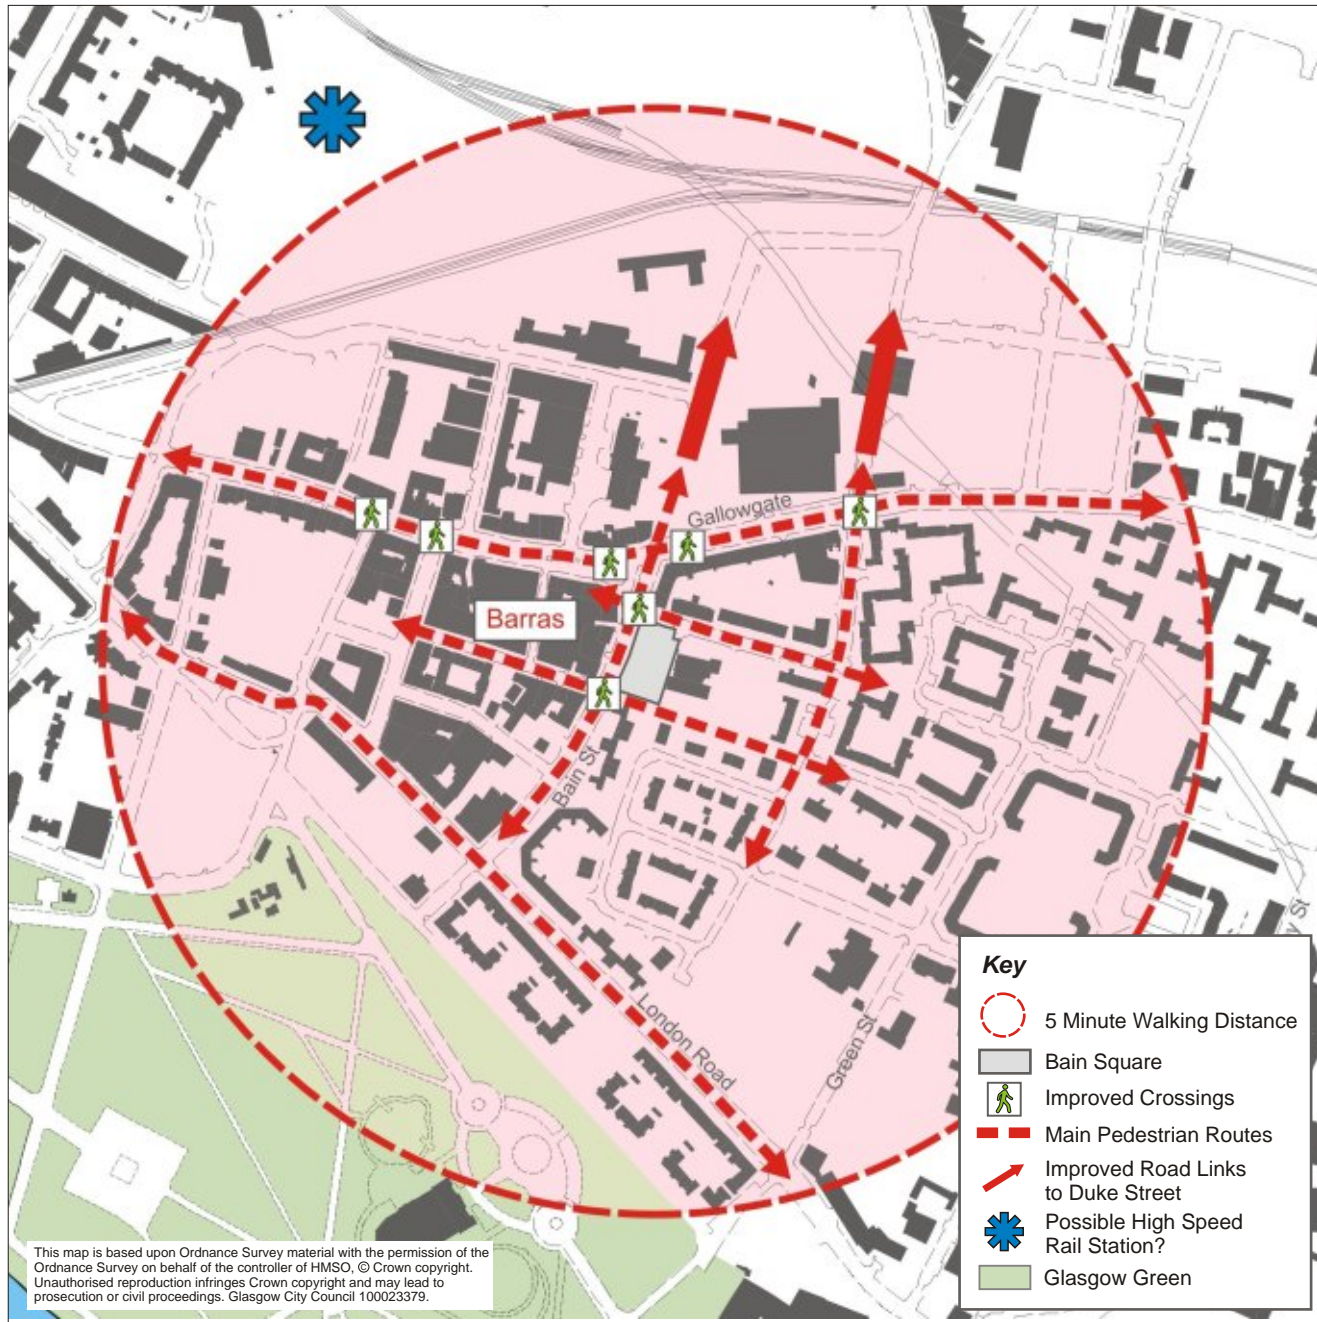 Gallowgate
Barras
Bain St
London Road
Green St
y St
Key
5 Minute Walking Distance
Bain Square
Improved Crossings
Main Pedestrian Routes
Improved Road Links
to Duke Street
Possible High Speed
Rail Station?
Glasgow Green
This map is based upon Ordnance Survey material with the permission of the
Ordnance Survey on behalf of the controller of HMSO, © Crown copyright.
Unauthorised reproduction infringes Crown copyright and may lead to
prosecution or civil proceedings. Glasgow City Council 100023379.